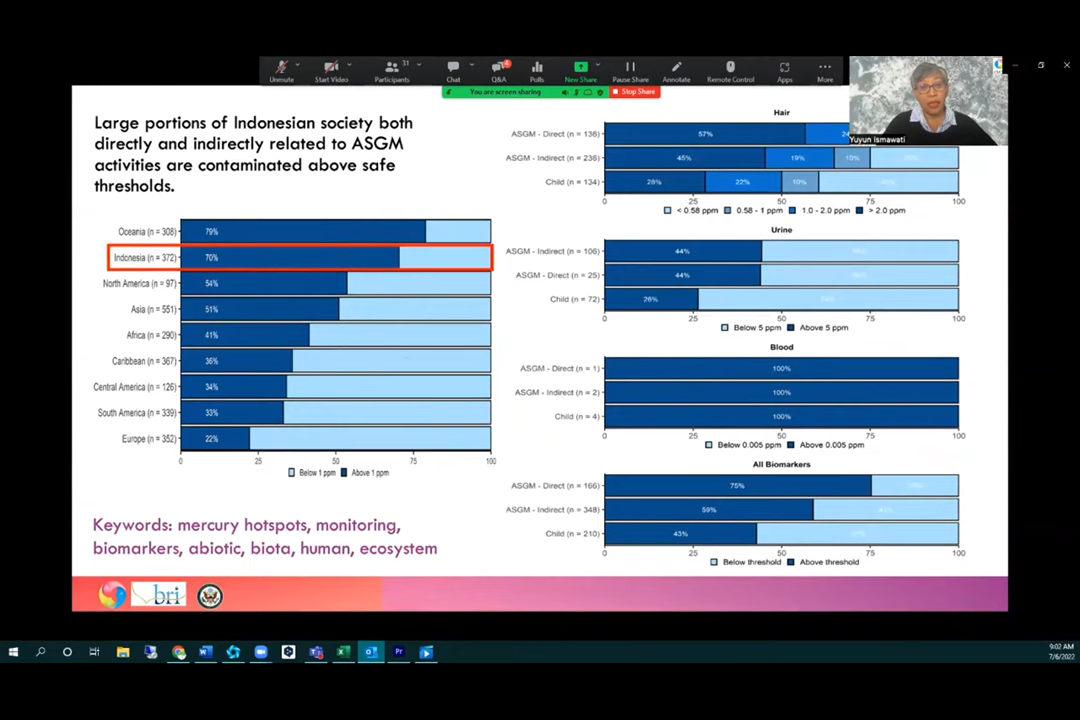 Unmute
Start Video
31
Participants
Chat
4
Q&A
Polls
New Share
Pause Share
Annotate
Remote Control
Apps
More
You are screen sharing
Stop Share
Yuyun Ismawati
Large portions of Indonesian society both
directly and indirectly related to ASGM
activities are contaminated above safe
thresholds.
Oceania (n = 308) 79%
Indonesia (n = 372) 70%
North America (n = 97) 54%
Asia (n = 551) 51%
Africa (n = 290) 41%
Caribbean (n = 367) 36%
Central America (n = 126) 34%
South America (n = 339) 33%
Europe (n = 352) 22%
0 25 50 75 100
Below 1 ppm Above 1 ppm
Keywords: mercury hotspots, monitoring,
biomarkers, abiotic, biota, human, ecosystem
bri
Hair
ASGM - Direct (n = 136) 57%
ASGM - Indirect (n = 236) 45% 19% 10%
Child (n = 134) 28% 22% 10%
0 25 50 75 100
< 0.58 ppm 0.58 - 1 ppm 1.0 - 2.0 ppm > 2.0 ppm
Urine
ASGM - Indirect (n = 106) 44%
ASGM - Direct (n = 25) 44%
Child (n = 72) 26%
0 25 50 75 100
Below 5 ppm Above 5 ppm
Blood
ASGM - Direct (n = 1) 100%
ASGM - Indirect (n = 2) 100%
Child (n = 4) 100%
0 25 50 75 100
Below 0.005 ppm Above 0.005 ppm
All Biomarkers
ASGM - Direct (n = 166) 75%
ASGM - Indirect (n = 348) 59% 41%
Child (n = 210) 43%
0 25 50 75 100
Below threshold Above threshold
9:02 AM
7/6/2022